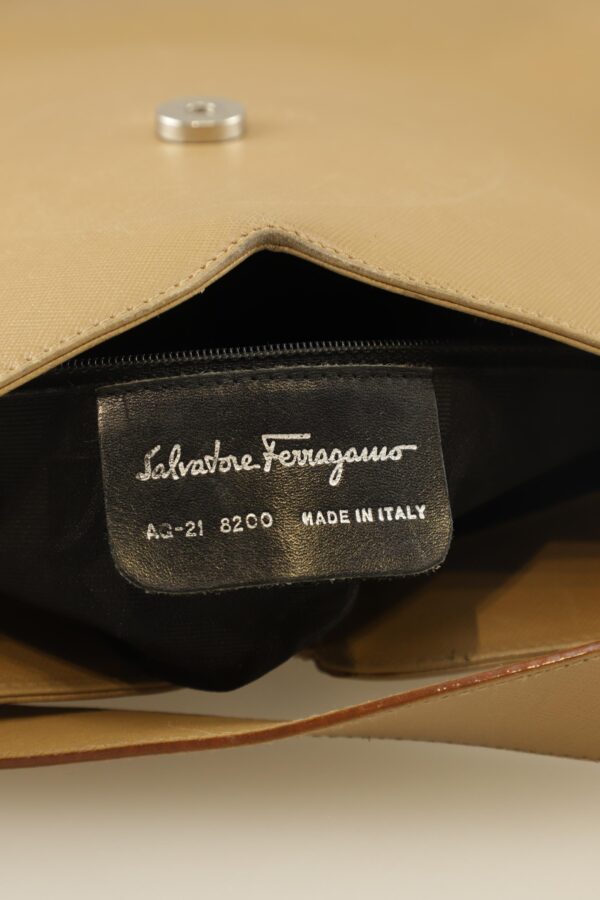 Salvatore Ferragamo
AQ-21 8200 MADE IN ITALY